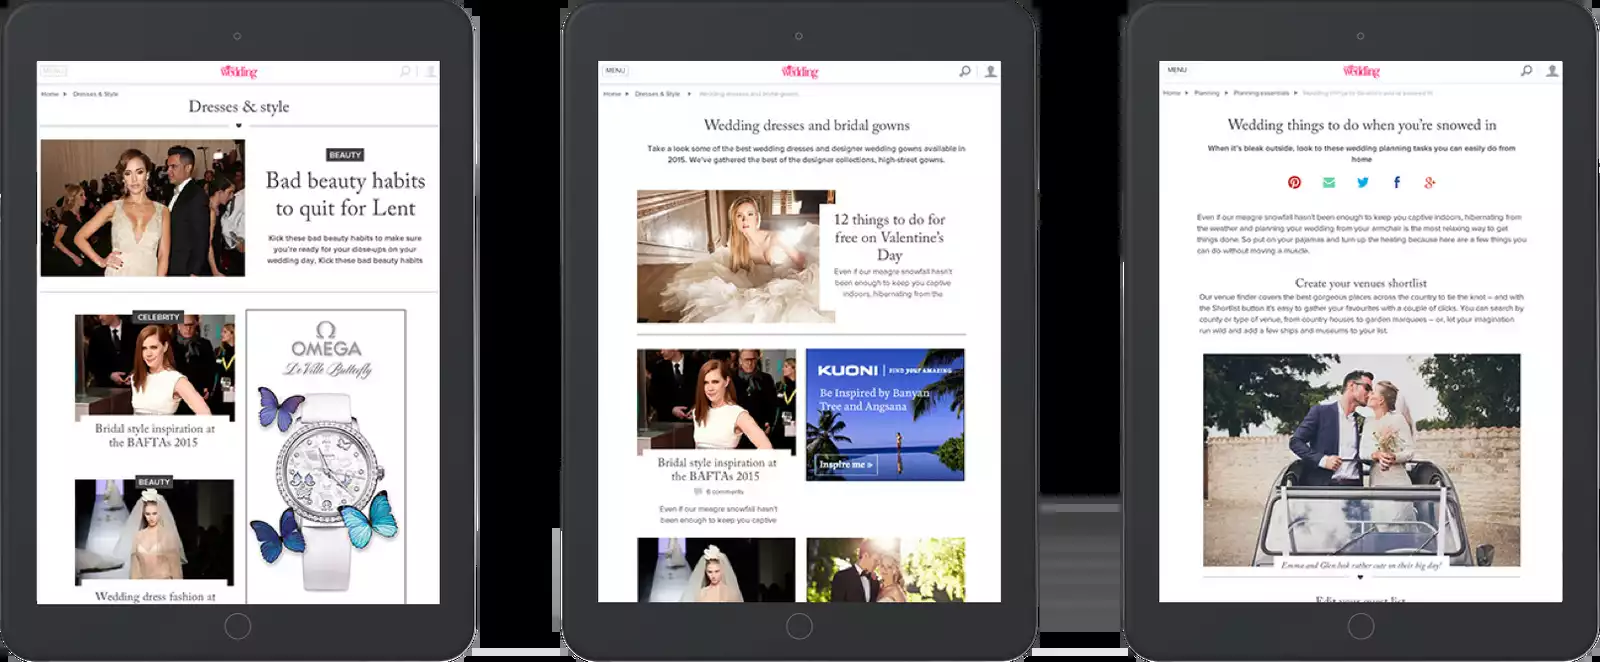 MENU
Wedding
Home
Dresses & Style
Dresses & style
BEAUTY
Bad beauty habits
to quit for Lent
Kick these bad beauty habits to make sure
you're ready for your close-ups on your
wedding day, Kick these bad beauty habits
CELEBRITY
Bridal style inspiration at
the BAFTAs 2015
BEAUTY
Wedding dress fashion at
Ω
OMEGA
De Ville Butterfly
MENU
Wedding
Home
Dresses & Style
Wedding dresses and bridal gowns
Wedding dresses and bridal gowns
Take a look some of the best wedding dresses and designer wedding gowns available in
2015. We've gathered the best of the designer collections, high-street gowns.
12 things to do for
free on Valentine's
Day
Even if our meagre snowfall hasn't
been enough to keep you captive
indoors, hibernating from the
Bridal style inspiration at
the BAFTAs 2015
6 comments
Even if our meagre snowfall hasn't
been enough to keep you captive
KUONI | FIND YOUR AMAZING
Be Inspired by Banyan
Tree and Angsana
Inspire me »
MENU
Wedding
Home
Planning
Planning essentials
Wedding things to do when you're snowed in
When it's bleak outside, look to these wedding planning tasks you can easily do from
home
Even if our meagre snowfall hasn't been enough to keep you captive indoors, hibernating from
the weather and planning your wedding from your armchair is the most relaxing way to get
things done. So put on your pajamas and turn up the heating because here are a few things you
can do without moving a muscle.
Create your venues shortlist
Our venue finder covers the best gorgeous places across the country to tie the knot – and with
the Shortlist button it's easy to gather your favourites with a couple of clicks. You can search by
county or type of venue, from country houses to garden marquees – or, let your imagination
run wild and add a few ships and museums to your list.
Emma and Glen look rather cute on their big day!
Edit your guest list